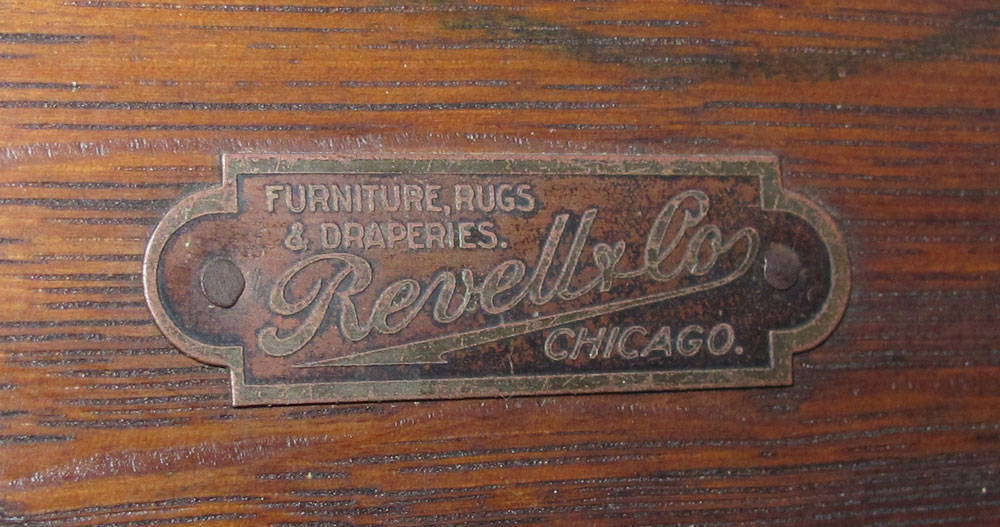 FURNITURE, RUGS
& DRAPERIES.
Revell & Co
CHICAGO.